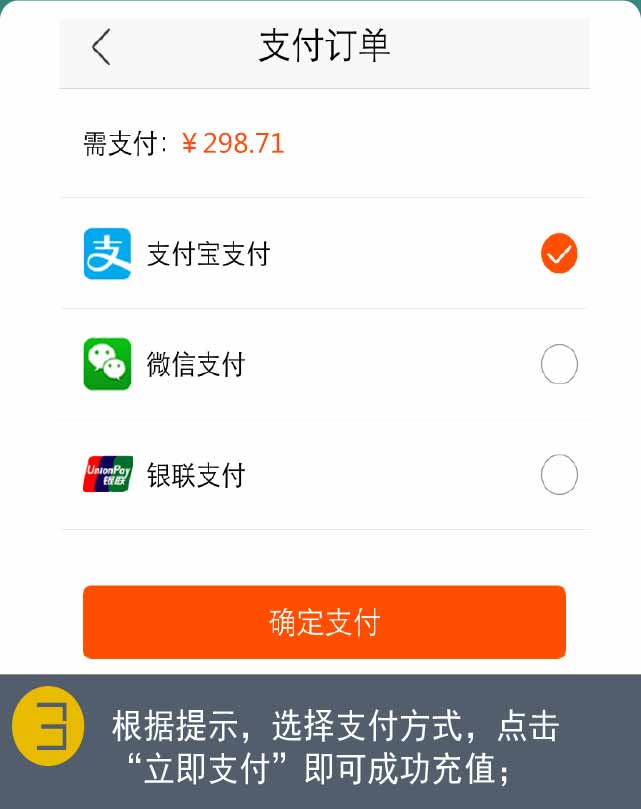 支付订单
需支付：￥298.71
支 支付宝支付
微信支付
UnionPay
银联
银联支付
确定支付
3
根据提示，选择支付方式，点击
“立即支付”即可成功充值；